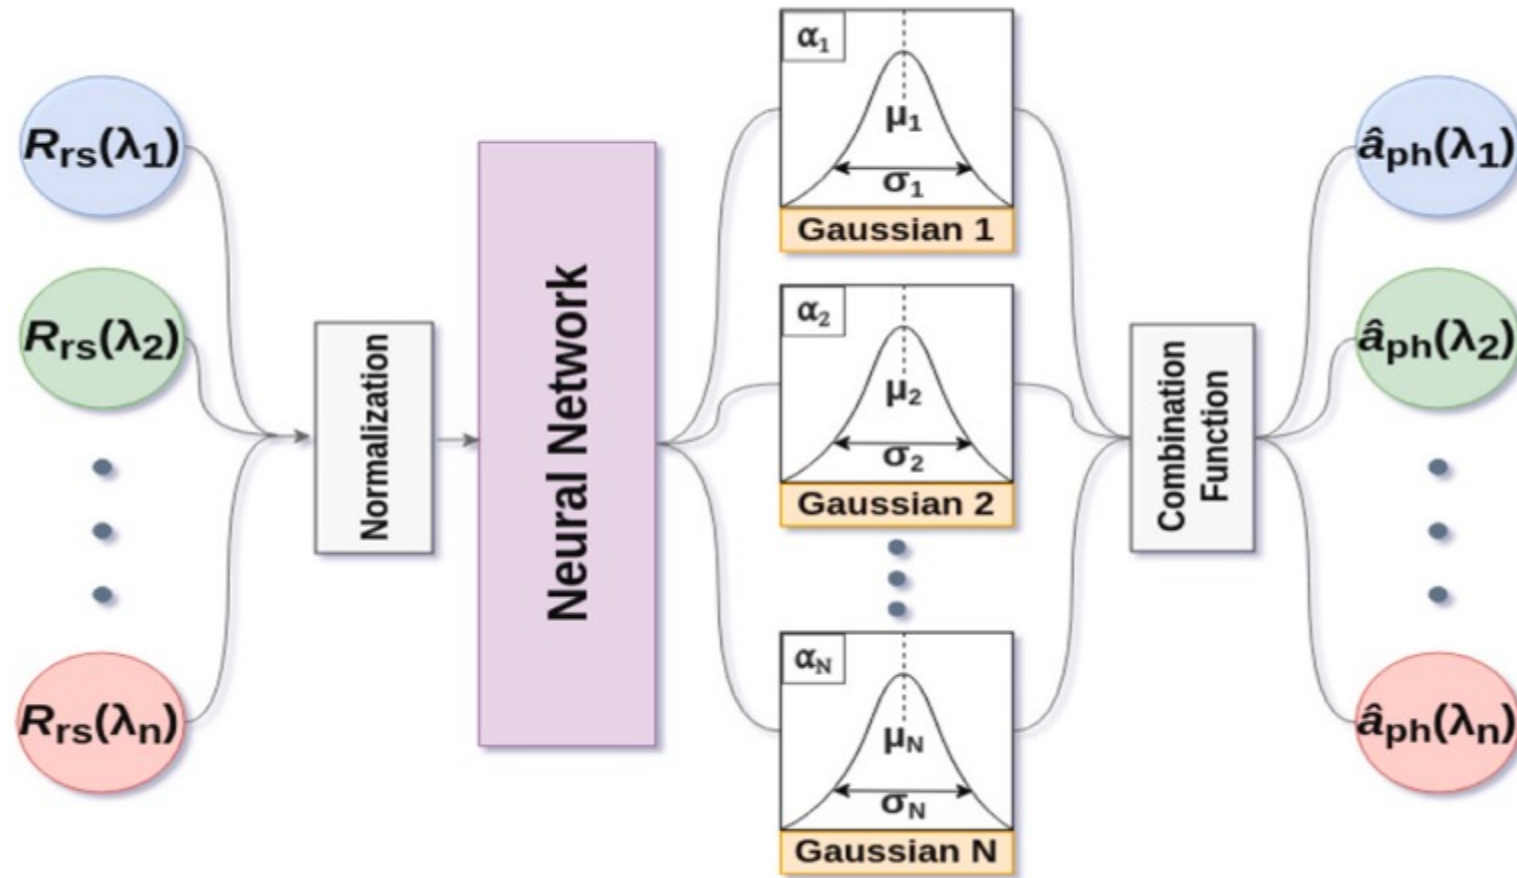 Rrs(λ1)
Rrs(λ2)
Rrs(λn)
Normalization
Neural Network
α1
μ1
σ1
Gaussian 1
α2
μ2
σ2
Gaussian 2
αN
μN
σN
Gaussian N
Combination
Function
âph(λ1)
âph(λ2)
âph(λn)